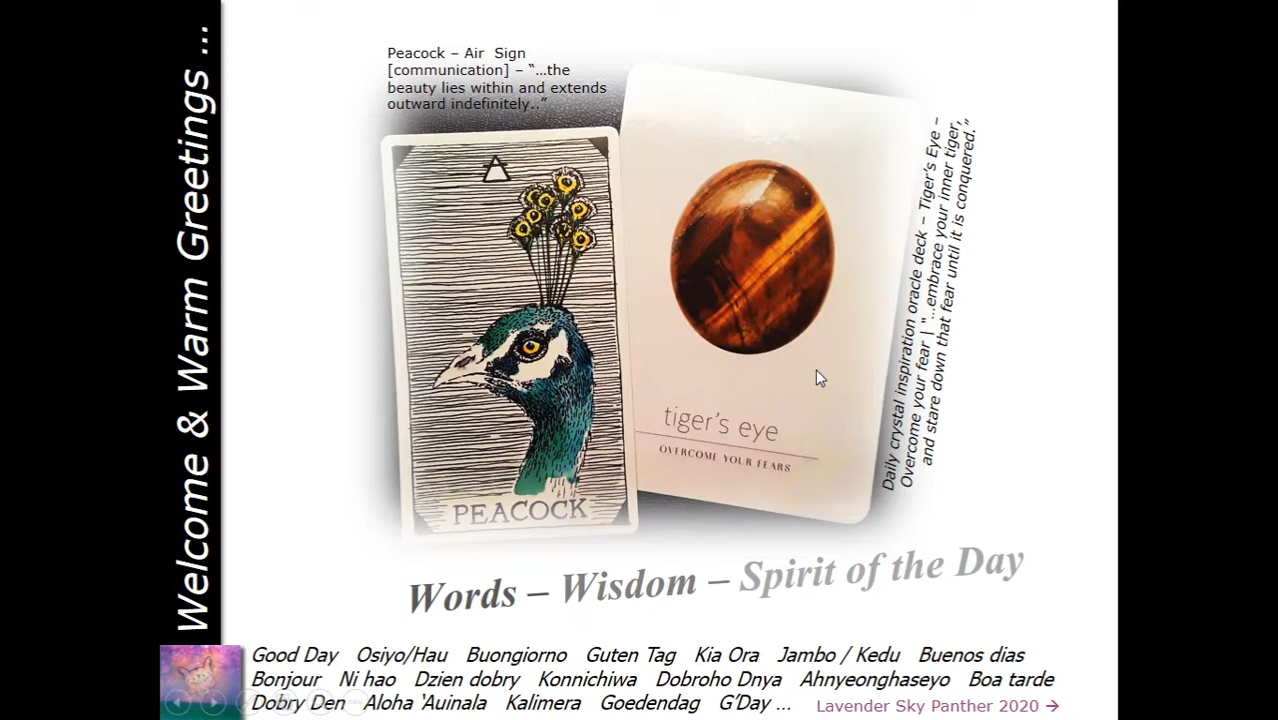 Welcome & Warm Greetings ...
Peacock – Air Sign
[communication] – “...the
beauty lies within and extends
outward indefinitely..”
PEACOCK
tiger's eye
OVERCOME YOUR FEARS
Daily crystal inspiration oracle deck – Tiger's Eye –
Overcome your fear | “...embrace your inner tiger,
and stare down that fear until it is conquered.”
Words – Wisdom – Spirit of the Day
Good Day Osiyo/Hau Buongiorno Guten Tag Kia Ora Jambo / Kedu Buenos dias
Bonjour Ni hao Dzien dobry Konnichiwa Dobroho Dnya Ahnyeonghaseyo Boa tarde
Dobry Den Aloha ‘Auinala Kalimera Goedendag G’Day ...
Lavender Sky Panther 2020 →